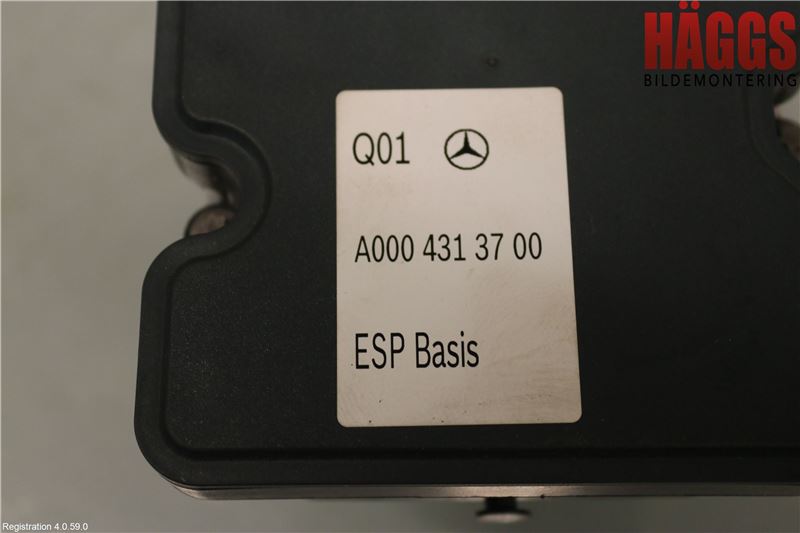 HÄGGS
BILDEMONTERING
Q01
A000 431 37 00
ESP Basis
Registration 4.0.59.0